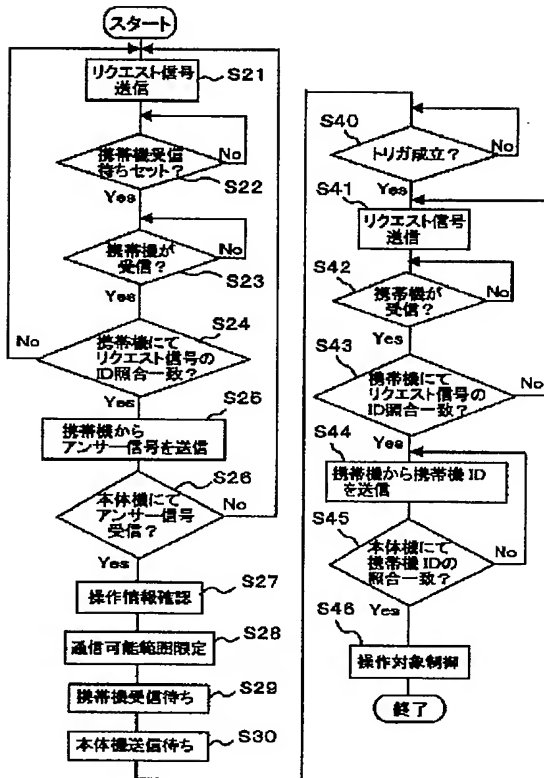 スタート
リクエスト信号
送信
S21
携帯機受信
待ちセット?
No
S22
Yes
携帯機が
受信?
No
S23
Yes
S24
No
携帯機にて
リクエスト信号の
ID照合一致?
Yes
S25
携帯機から
アンサー信号を送信
S26
本体機にて
アンサー信号
受信?
No
Yes
S27
操作情報確認
S28
通信可能範囲限定
S29
携帯機受信待ち
S30
本体機送信待ち
S40
トリガ成立?
No
Yes
S41
リクエスト信号
送信
S42
携帯機が
受信?
No
Yes
S43
携帯機にて
リクエスト信号の
ID照合一致?
No
Yes
S44
携帯機から携帯機ID
を送信
S45
本体機にて
携帯機IDの
照合一致?
No
Yes
S46
操作対象制御
終了